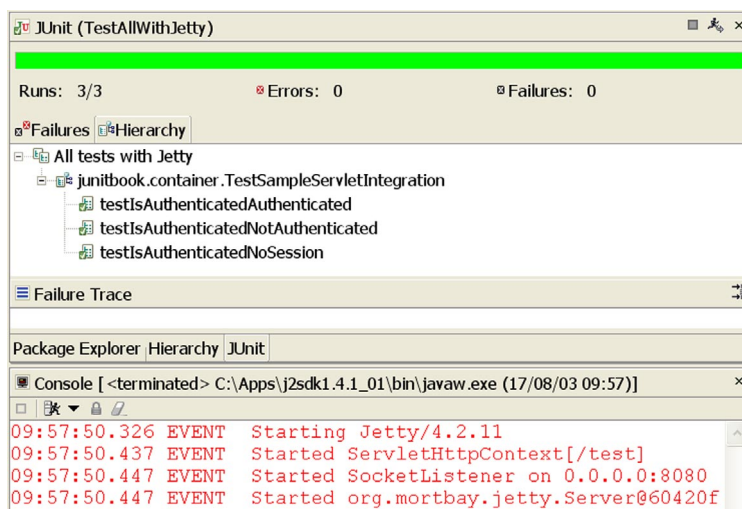 JUnit (TestAllWithJetty)
Runs: 3/3 Errors: 0 Failures: 0
Failures Hierarchy
All tests with Jetty
junitbook.container.TestSampleServletIntegration
testIsAuthenticatedAuthenticated
testIsAuthenticatedNotAuthenticated
testIsAuthenticatedNoSession
Failure Trace
Package Explorer Hierarchy JUnit
Console [ <terminated> C:\Apps\j2sdk1.4.1_01\bin\javaw.exe (17/08/03 09:57)]
09:57:50.326 EVENT Starting Jetty/4.2.11
09:57:50.437 EVENT Started ServletHttpContext[/test]
09:57:50.447 EVENT Started SocketListener on 0.0.0.0:8080
09:57:50.447 EVENT Started org.mortbay.jetty.Server@60420f